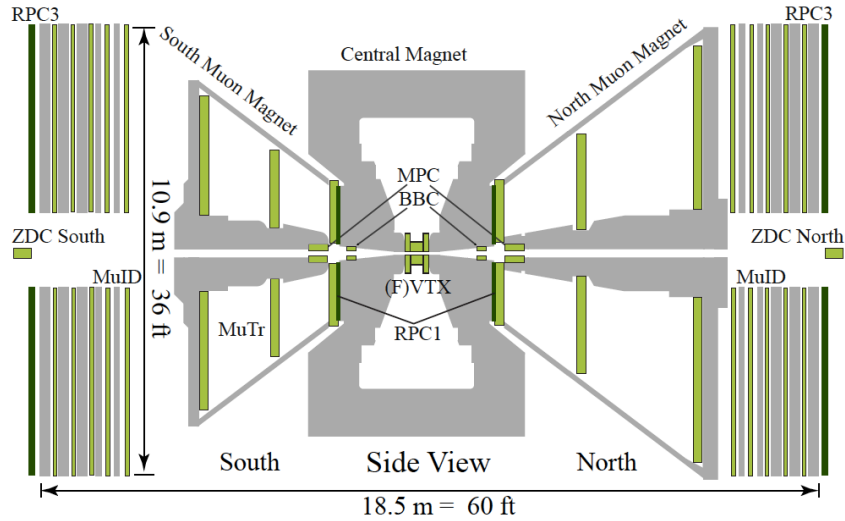 RPC3
RPC3
South Muon Magnet
Central Magnet
North Muon Magnet
MPC
BBC
10.9 m = 36 ft
ZDC South
ZDC North
MuID
MuID
(F)VTX
MuTr
RPC1
South
Side View
North
18.5 m = 60 ft